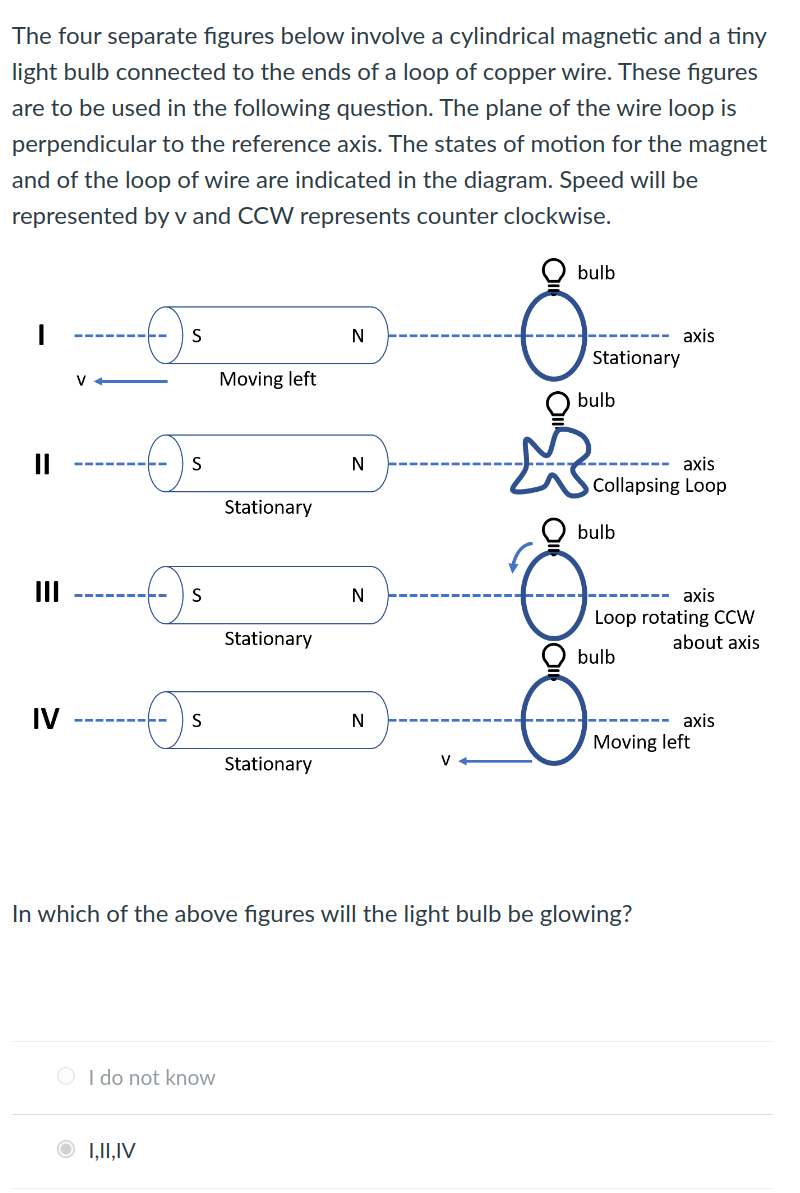 The four separate figures below involve a cylindrical magnetic and a tiny
light bulb connected to the ends of a loop of copper wire. These figures
are to be used in the following question. The plane of the wire loop is
perpendicular to the reference axis. The states of motion for the magnet
and of the loop of wire are indicated in the diagram. Speed will be
represented by v and CCW represents counter clockwise.
bulb
I S N axis
Stationary
v Moving left
bulb
II S N axis
Collapsing Loop
Stationary
bulb
III S N axis
Loop rotating CCW
about axis
Stationary
bulb
IV S N axis
Moving left
Stationary v
In which of the above figures will the light bulb be glowing?
I do not know
I,II,IV